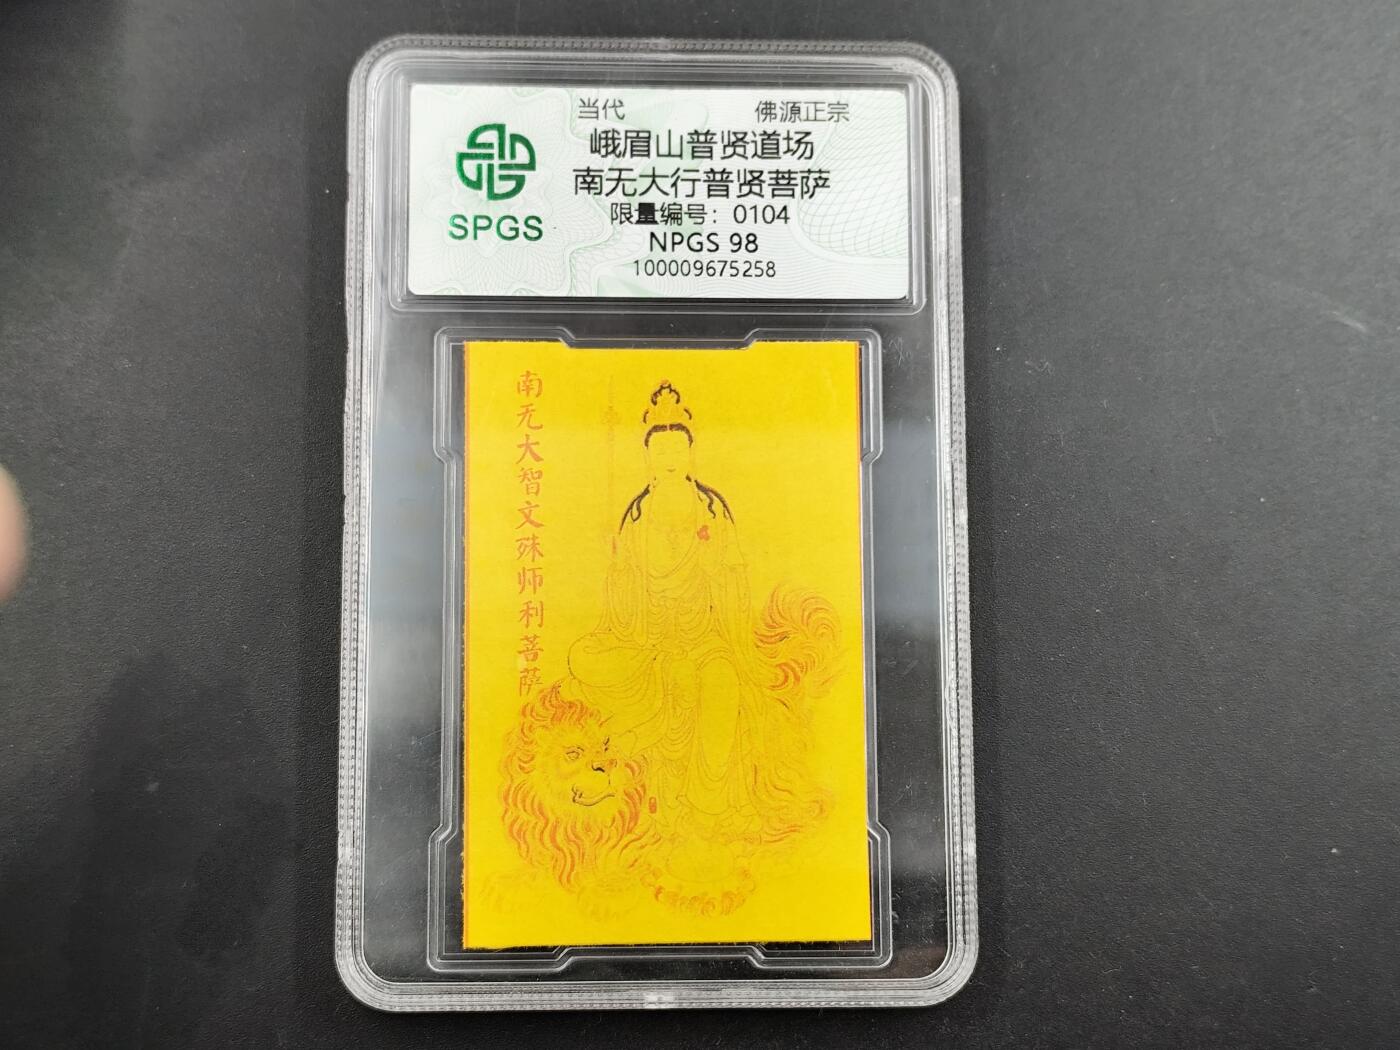 当代 佛源正宗
峨眉山普贤道场
南无大行普贤菩萨
限量编号：0104
NPGS 98
100009675258
SPGS
南无大智文殊师利菩萨